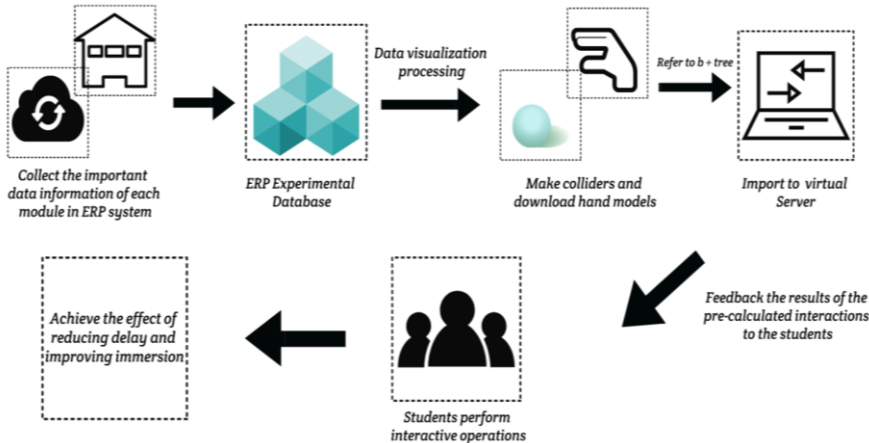 Collect the important
data information of each
module in ERP system
ERP Experimental
Database
Data visualization
processing
Make colliders and
download hand models
Refer to b + tree
Import to virtual
Server
Feedback the results of the
pre-calculated interactions
to the students
Students perform
interactive operations
Achieve the effect of
reducing delay and
improving immersion